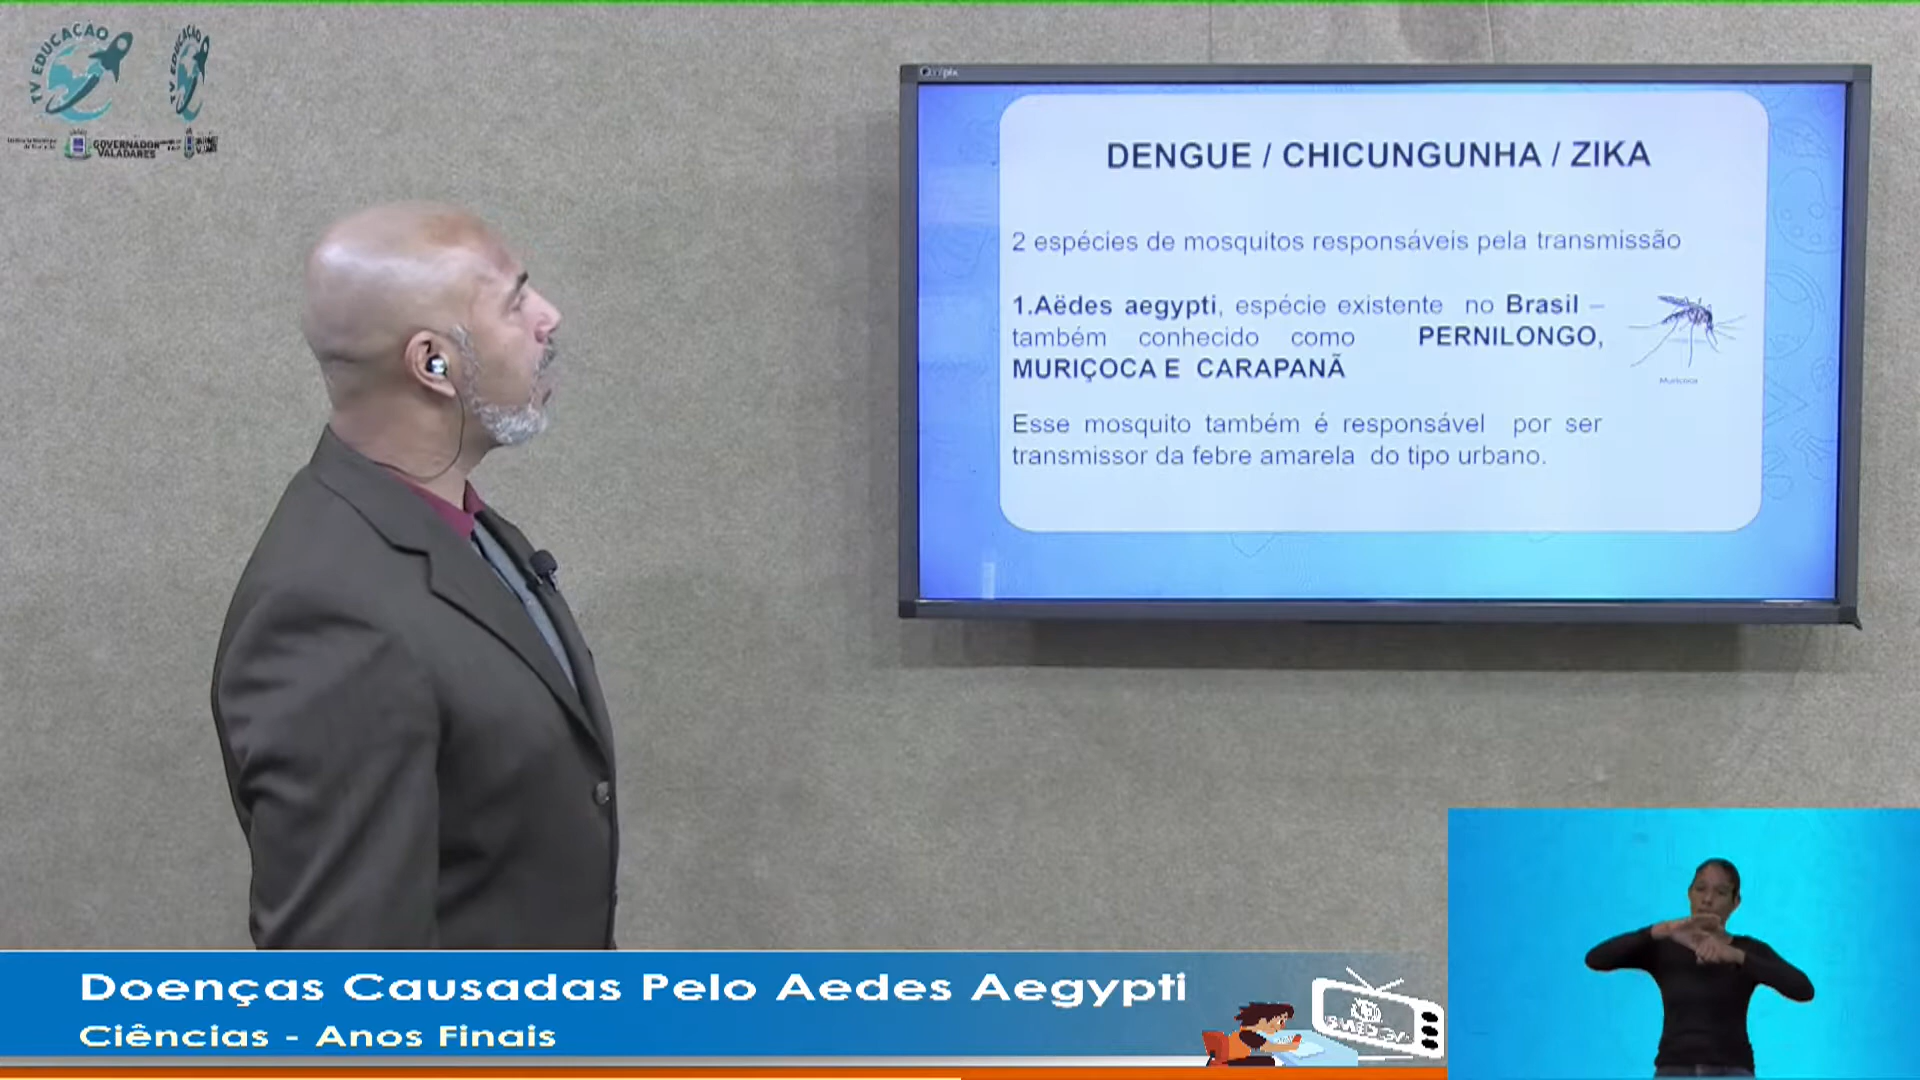 TV EDUCAÇÃO
GOVERNADOR
VALADARES
DENGUE / CHICUNGUNHA / ZIKA
2 espécies de mosquitos responsáveis pela transmissão
1.Aëdes aegypti, espécie existente no Brasil –
também conhecido como PERNILONGO,
MURIÇOCA E CARAPANÃ
Muriçoca
Esse mosquito também é responsável por ser
transmissor da febre amarela do tipo urbano.
Doenças Causadas Pelo Aedes Aegypti
Ciências - Anos Finais